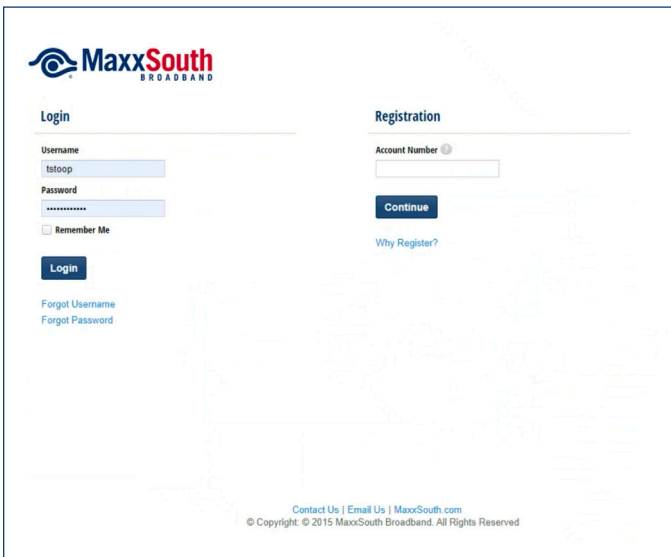 MaxxSouth
BROADBAND
Login
Username
tstoop
Password
••••••••••••
Remember Me
Login
Forgot Username
Forgot Password
Registration
Account Number ?
Continue
Why Register?
Contact Us | Email Us | MaxxSouth.com
© Copyright: © 2015 MaxxSouth Broadband. All Rights Reserved